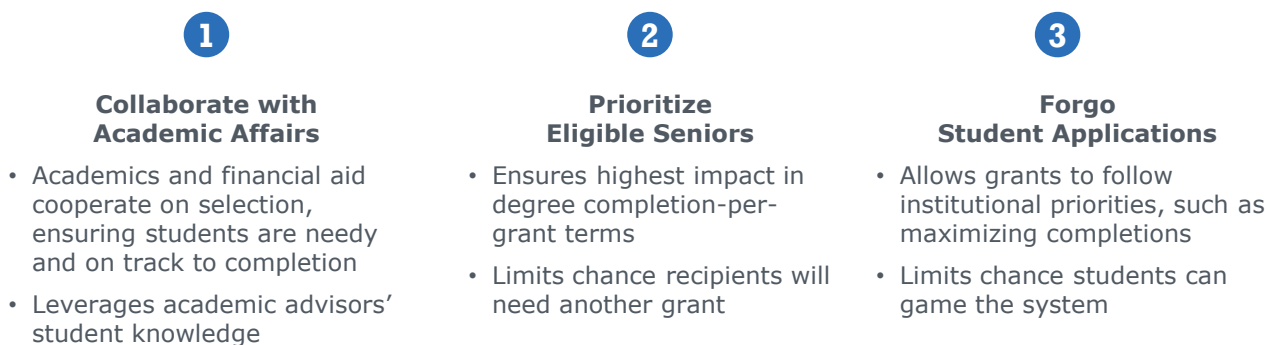 1
Collaborate with
Academic Affairs
• Academics and financial aid
cooperate on selection,
ensuring students are needy
and on track to completion
• Leverages academic advisors’
student knowledge
2
Prioritize
Eligible Seniors
• Ensures highest impact in
degree completion-per-
grant terms
• Limits chance recipients will
need another grant
3
Forgo
Student Applications
• Allows grants to follow
institutional priorities, such as
maximizing completions
• Limits chance students can
game the system